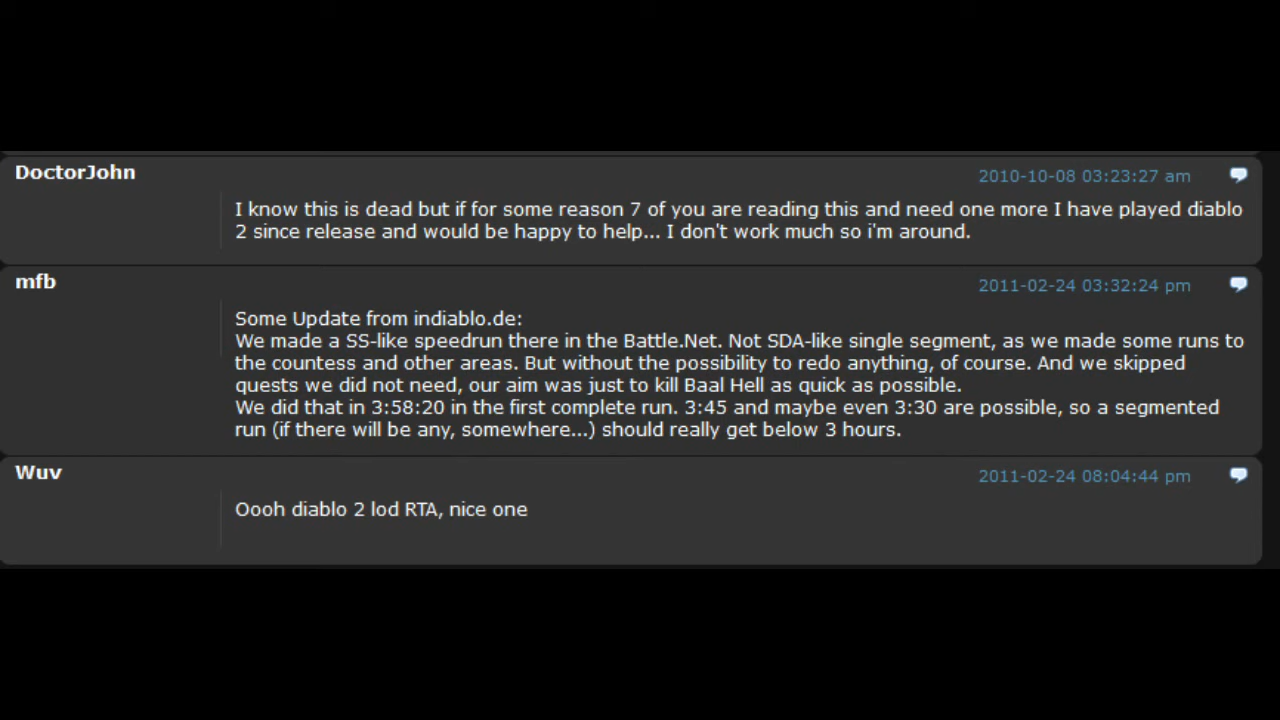 DoctorJohn
2010-10-08 03:23:27 am
I know this is dead but if for some reason 7 of you are reading this and need one more I have played diablo
2 since release and would be happy to help... I don't work much so i'm around.
mfb
2011-02-24 03:32:24 pm
Some Update from indiablo.de:
We made a SS-like speedrun there in the Battle.Net. Not SDA-like single segment, as we made some runs to
the countess and other areas. But without the possibility to redo anything, of course. And we skipped
quests we did not need, our aim was just to kill Baal Hell as quick as possible.
We did that in 3:58:20 in the first complete run. 3:45 and maybe even 3:30 are possible, so a segmented
run (if there will be any, somewhere...) should really get below 3 hours.
Wuv
2011-02-24 08:04:44 pm
Oooh diablo 2 lod RTA, nice one